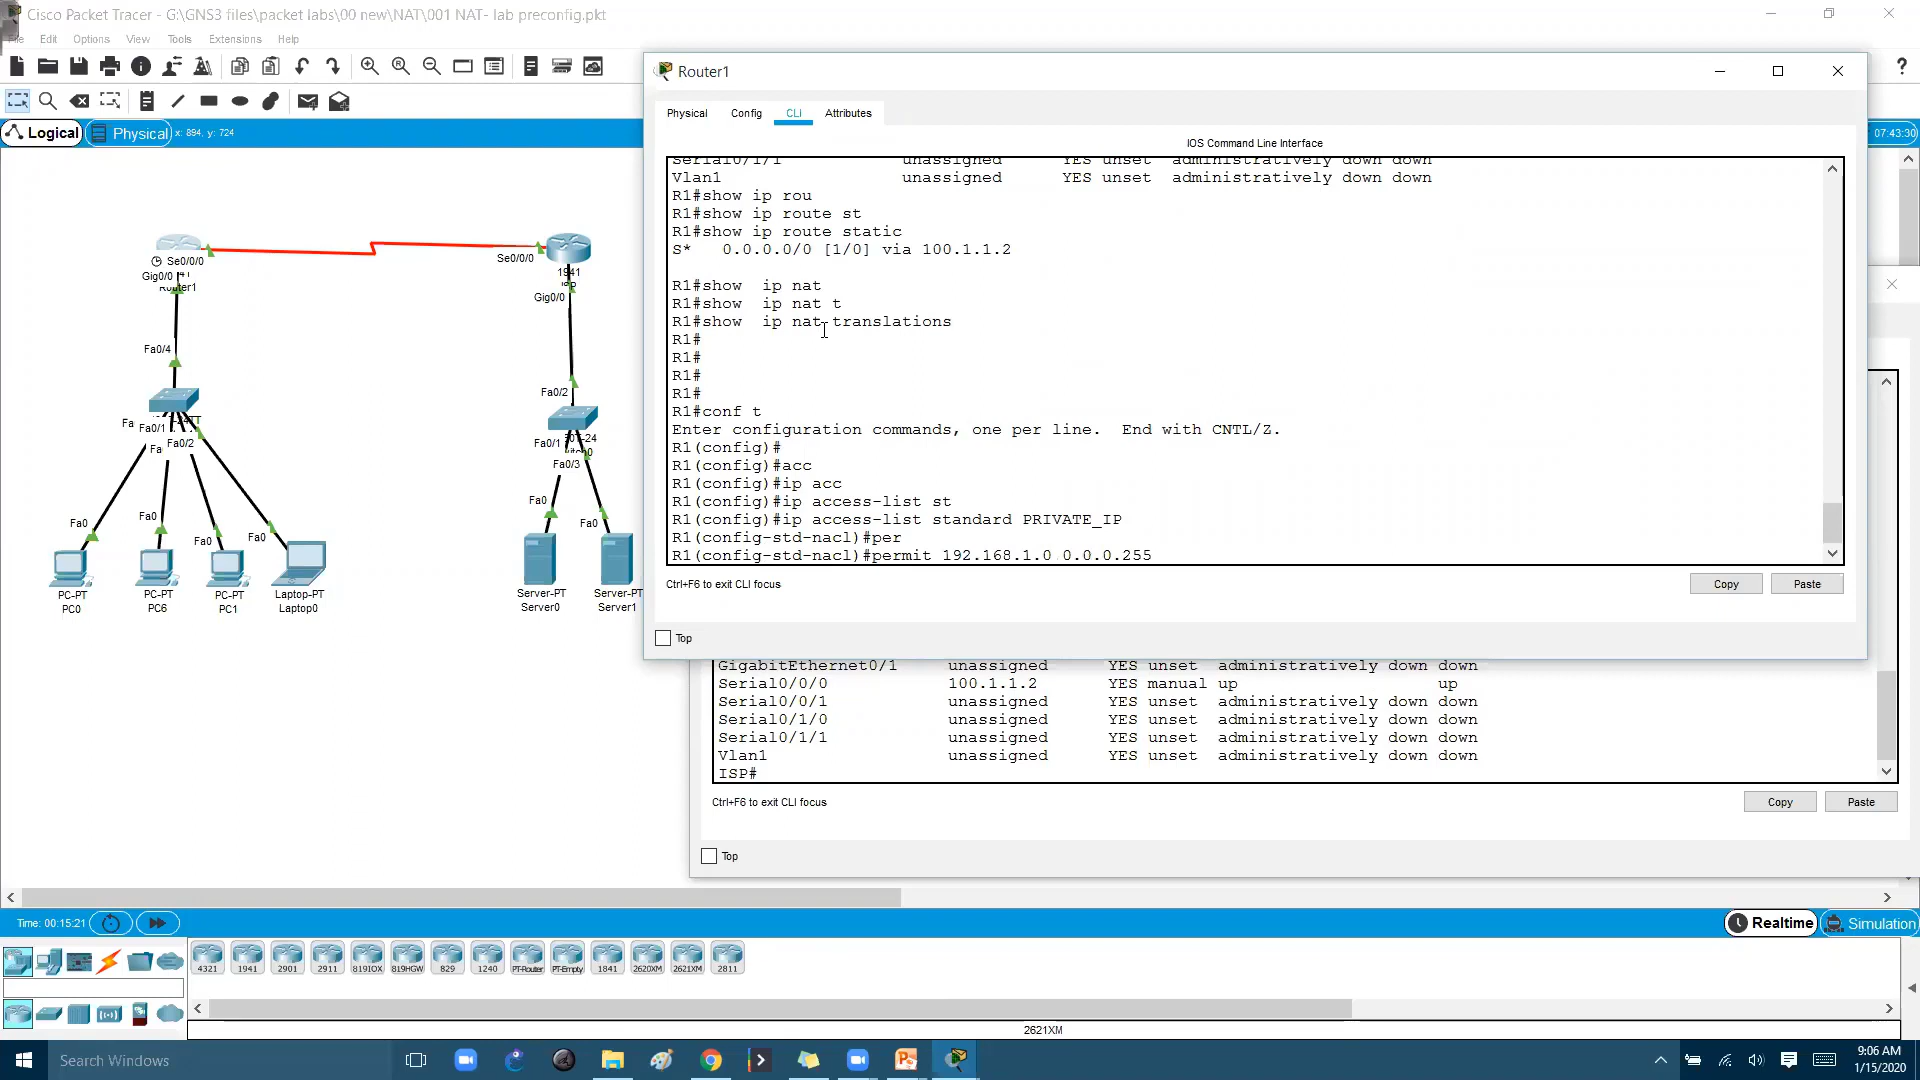 Cisco Packet Tracer - G:\GNS3 files\packet labs\00 new\NAT\001 NAT- lab preconfig.pkt
Edit Options View Tools Extensions Help
Logical Physical x: 894, y: 724
07:43:30
Se0/0/0
Gig0/0
Router1
Fa0/4
Fa0/1
Fa0/2
Fa0
Fa0
Fa0
Fa0
PC-PT
PC0
PC-PT
PC6
PC-PT
PC1
Laptop-PT
Laptop0
Se0/0/0
1941
Gig0/0
Fa0/2
Fa0/1
Fa0/3
Fa0
Fa0
Server-PT
Server0
Server-PT
Server1
Router1
Physical Config CLI Attributes
IOS Command Line Interface
Serial0/1/1 unassigned YES unset administratively down down
Vlan1 unassigned YES unset administratively down down
R1#show ip rou
R1#show ip route st
R1#show ip route static
S* 0.0.0.0/0 [1/0] via 100.1.1.2
R1#show  ip nat
R1#show  ip nat t
R1#show  ip nat translations
R1#
R1#
R1#
R1#
R1#conf t
Enter configuration commands, one per line.  End with CNTL/Z.
R1(config)#
R1(config)#acc
R1(config)#ip acc
R1(config)#ip access-list st
R1(config)#ip access-list standard PRIVATE_IP
R1(config-std-nacl)#per
R1(config-std-nacl)#permit 192.168.1.0 0.0.0.255
Ctrl+F6 to exit CLI focus
Copy Paste
Top
GigabitEthernet0/1 unassigned YES unset administratively down down
Serial0/0/0 100.1.1.2 YES manual up up
Serial0/0/1 unassigned YES unset administratively down down
Serial0/1/0 unassigned YES unset administratively down down
Serial0/1/1 unassigned YES unset administratively down down
Vlan1 unassigned YES unset administratively down down
ISP#
Ctrl+F6 to exit CLI focus
Copy Paste
Top
Time: 00:15:21
Realtime Simulation
4321 1941 2901 2911 819IOX 819HGW 829 1240 PT-Router PT-Empty 1841 2620XM 2621XM 2811
2621XM
Search Windows
9:06 AM
1/15/2020